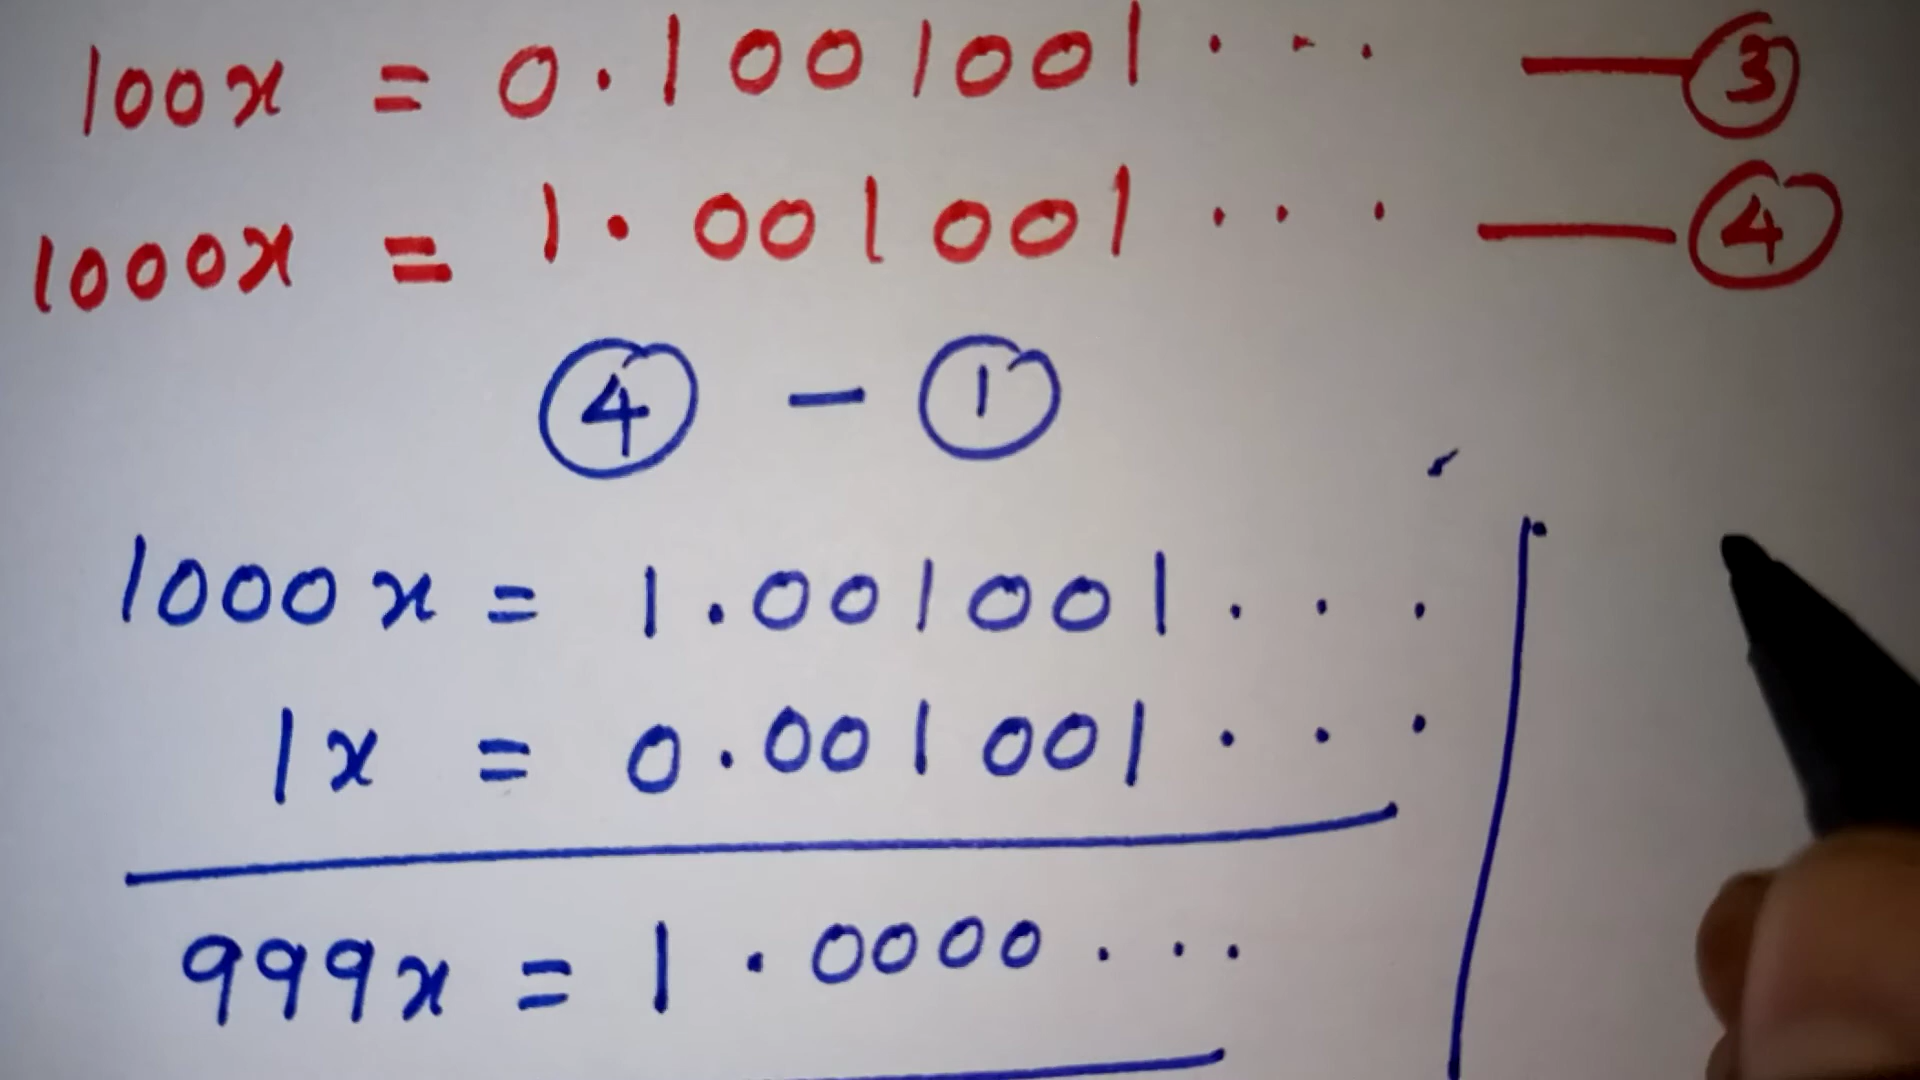 100x = 0.1001001... —③
1000x = 1.001001... —④
④ - ①
1000x = 1.001001...
1x = 0.001001...
999x = 1.0000...